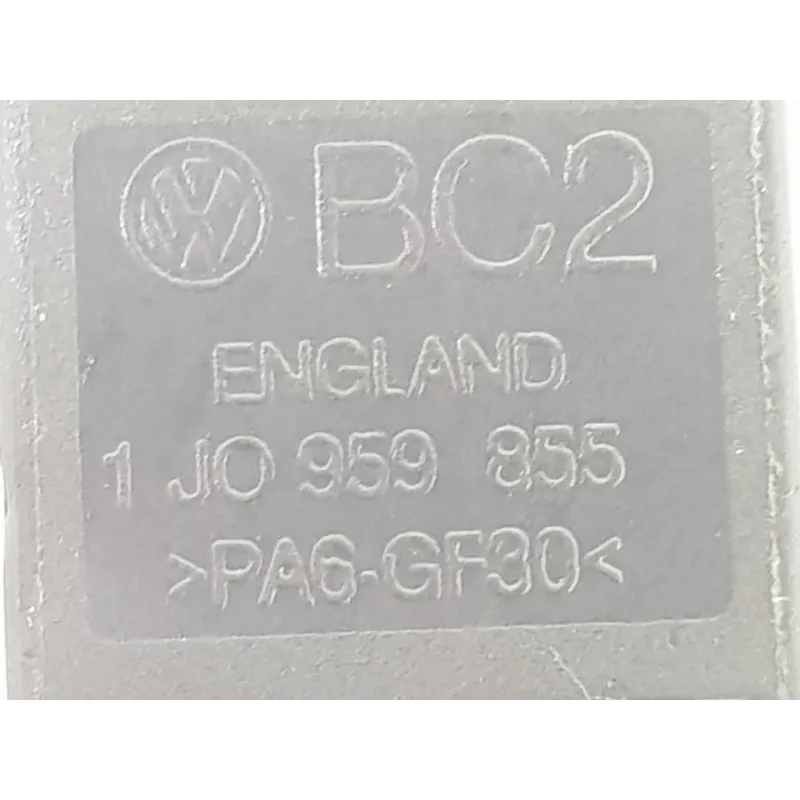 BC2
ENGLAND
1 J0 959 855
>PA6-GF30<